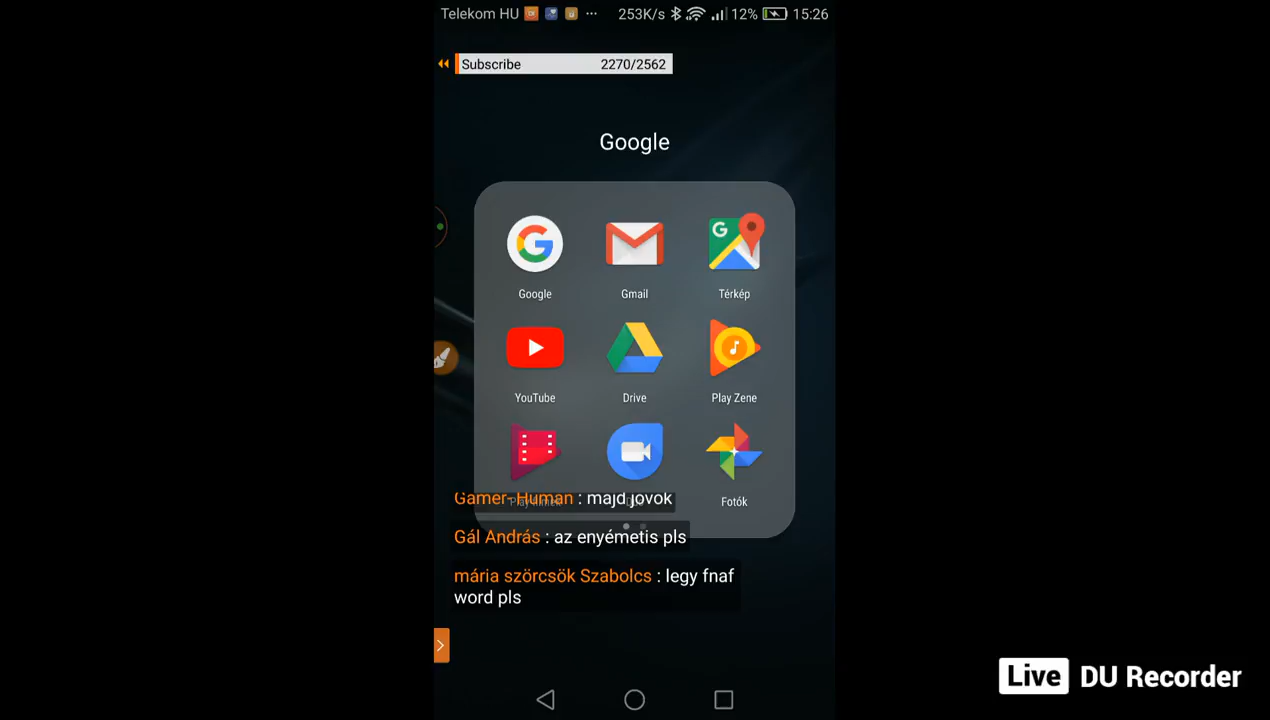 Telekom HU ... 253K/s 12% 15:26
Subscribe 2270/2562
Google
Google Gmail Térkép
YouTube Drive Play Zene
Fotók
Gamer-Human : majd jovok
Gál András : az enyémetis pls
mária szörcsök Szabolcs : legy fnaf
word pls
Live DU Recorder